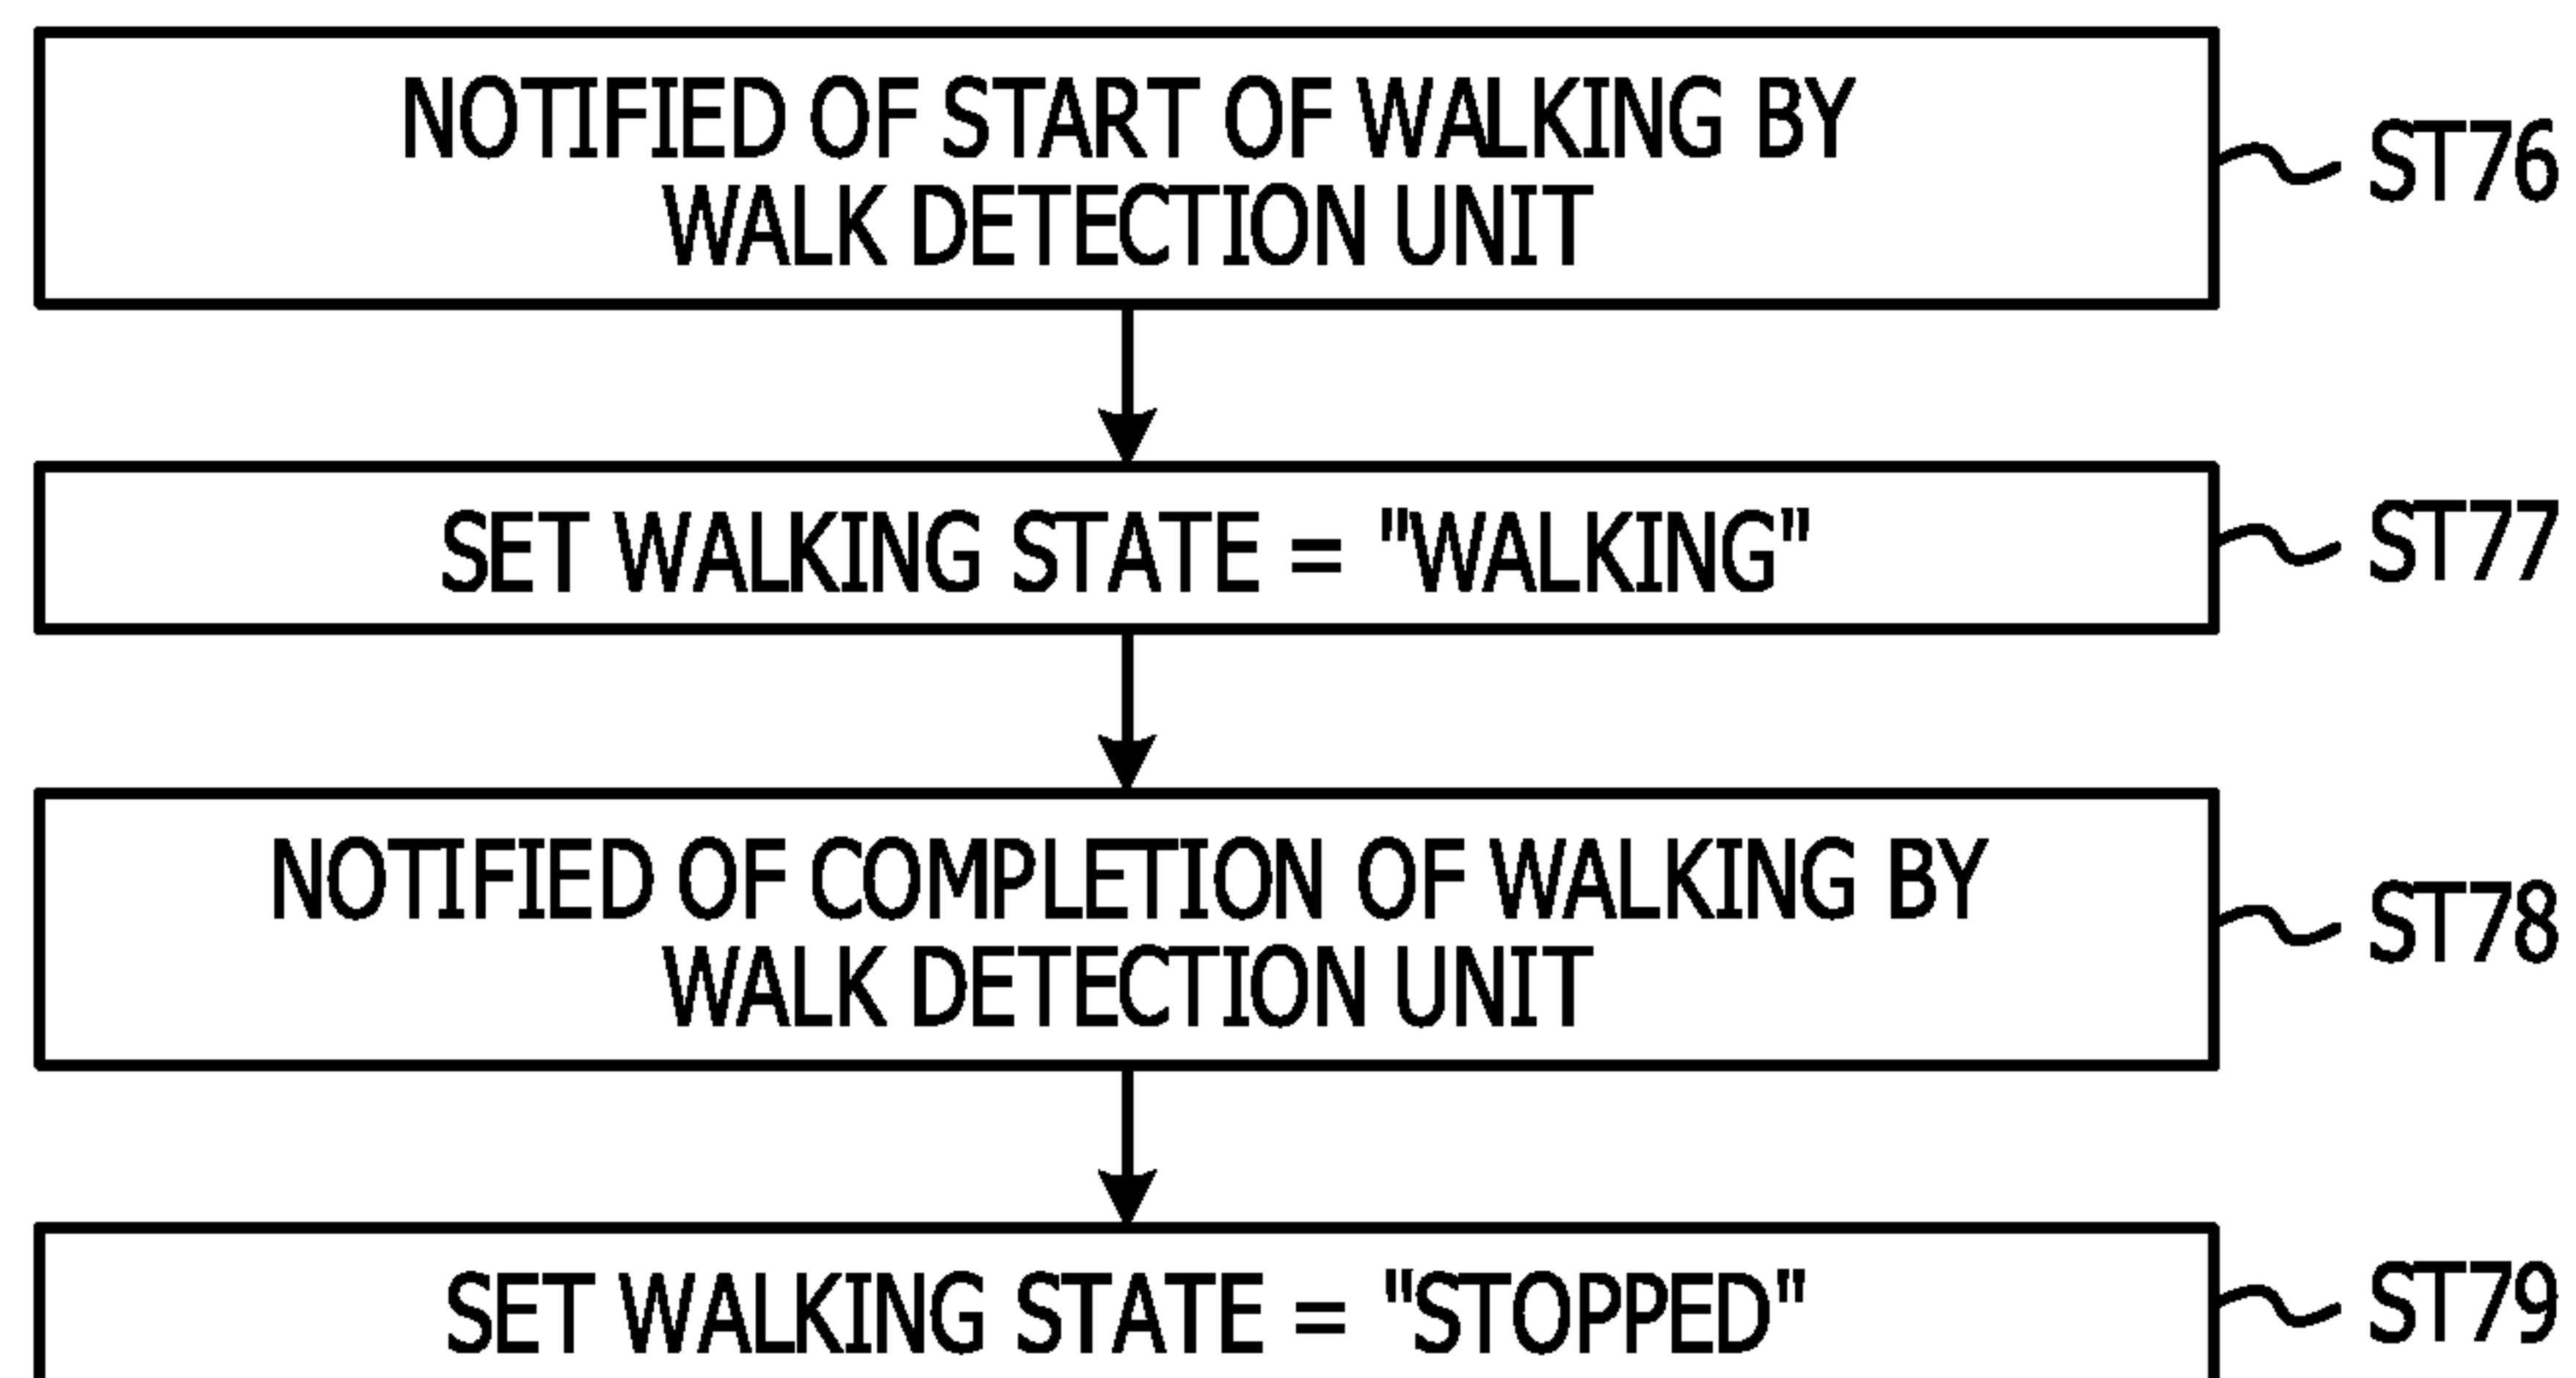 NOTIFIED OF START OF WALKING BY
WALK DETECTION UNIT
ST76
SET WALKING STATE = "WALKING"
ST77
NOTIFIED OF COMPLETION OF WALKING BY
WALK DETECTION UNIT
ST78
SET WALKING STATE = "STOPPED"
ST79